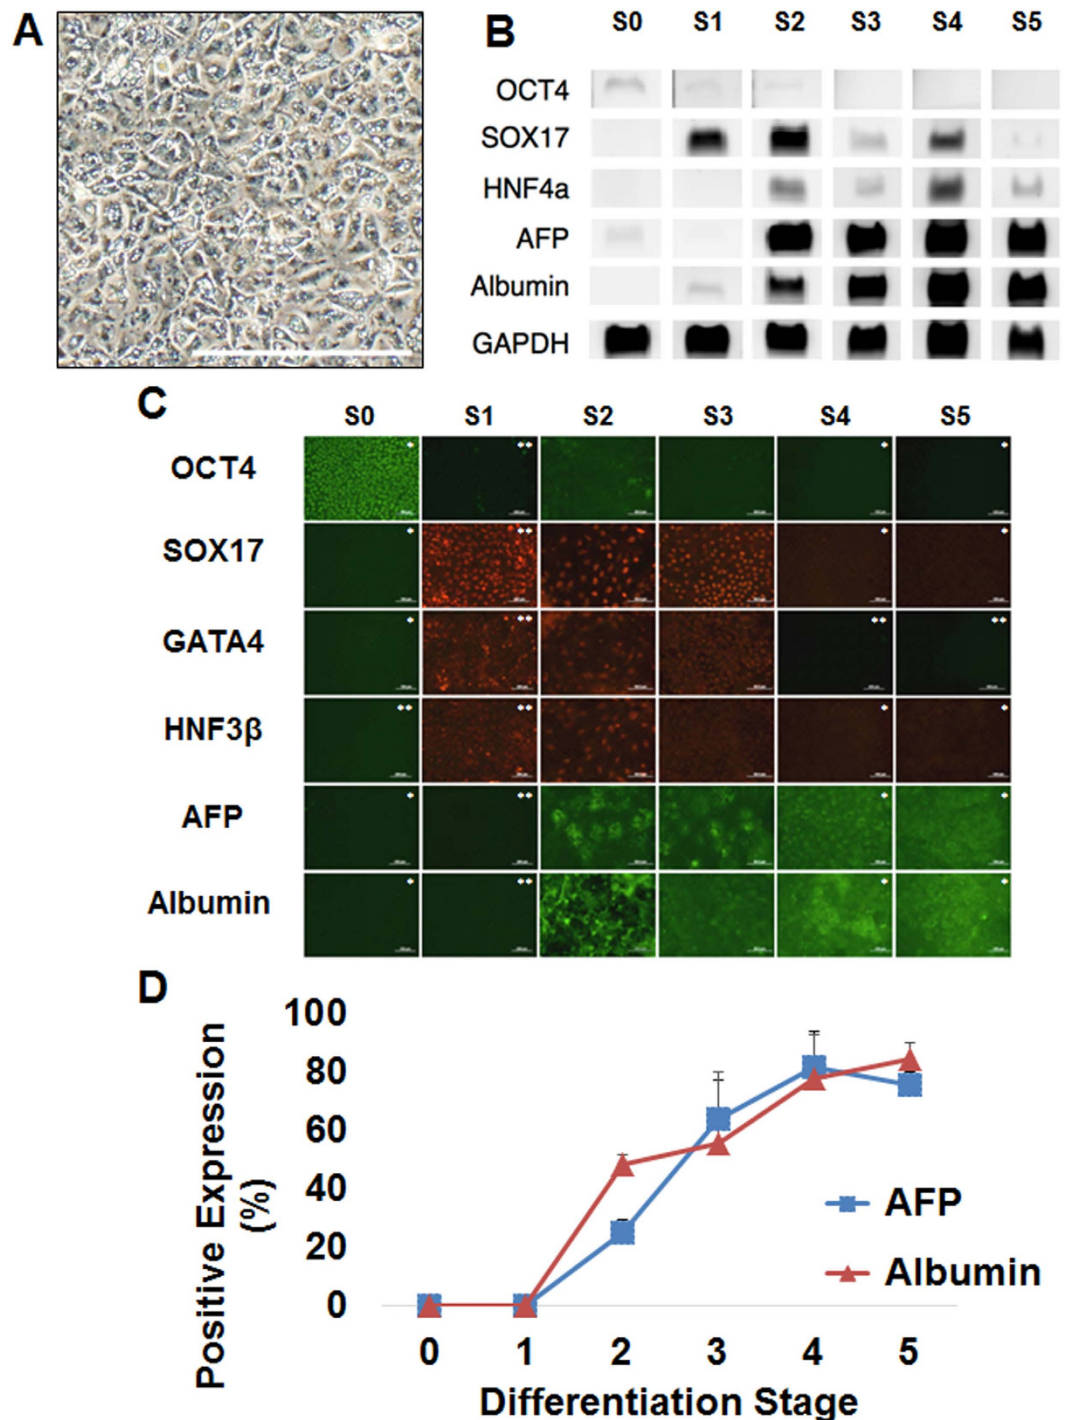 A
B
S0 S1 S2 S3 S4 S5
OCT4
SOX17
HNF4a
AFP
Albumin
GAPDH
C
S0 S1 S2 S3 S4 S5
OCT4
SOX17
GATA4
HNF3β
AFP
Albumin
D
Positive Expression
(%)
100
80
60
40
20
0
AFP
Albumin
0 1 2 3 4 5
Differentiation Stage